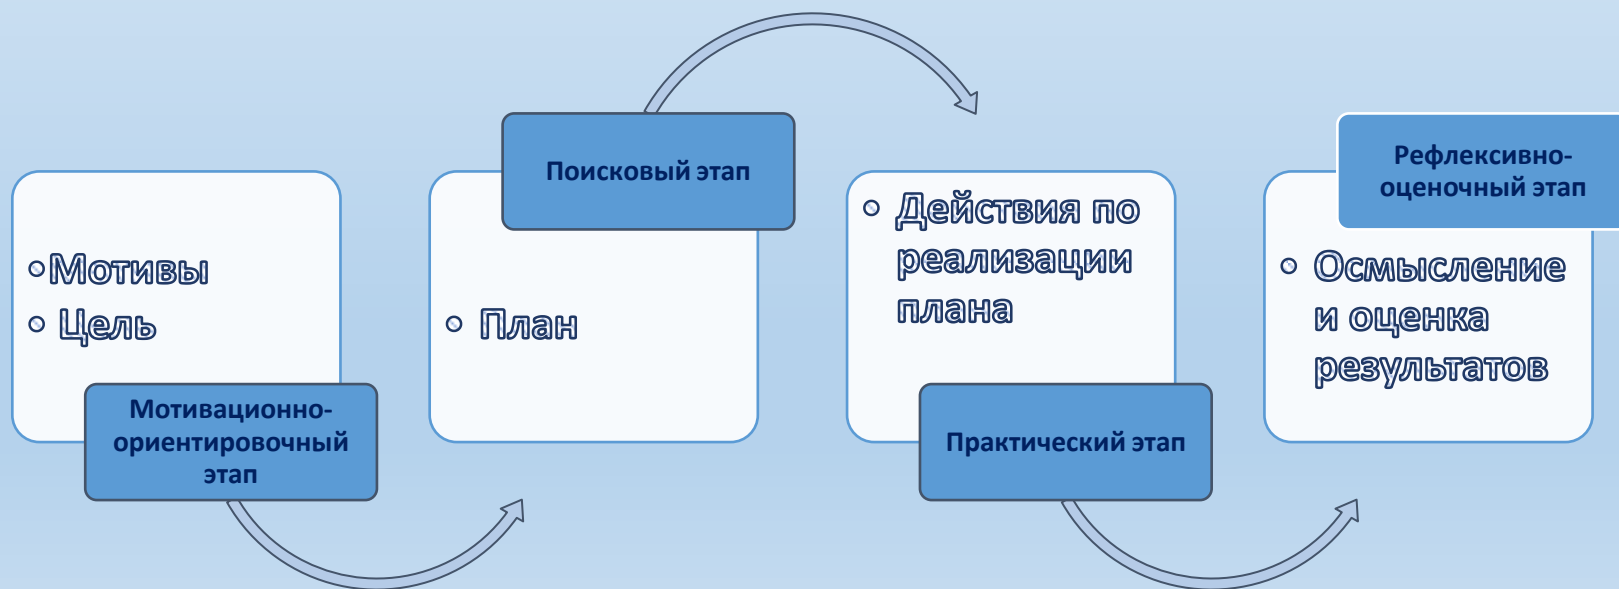 Мотивы
Цель
Мотивационно-
ориентировочный
этап
Поисковый этап
План
Действия по
реализации
плана
Практический этап
Рефлексивно-
оценочный этап
Осмысление
и оценка
результатов